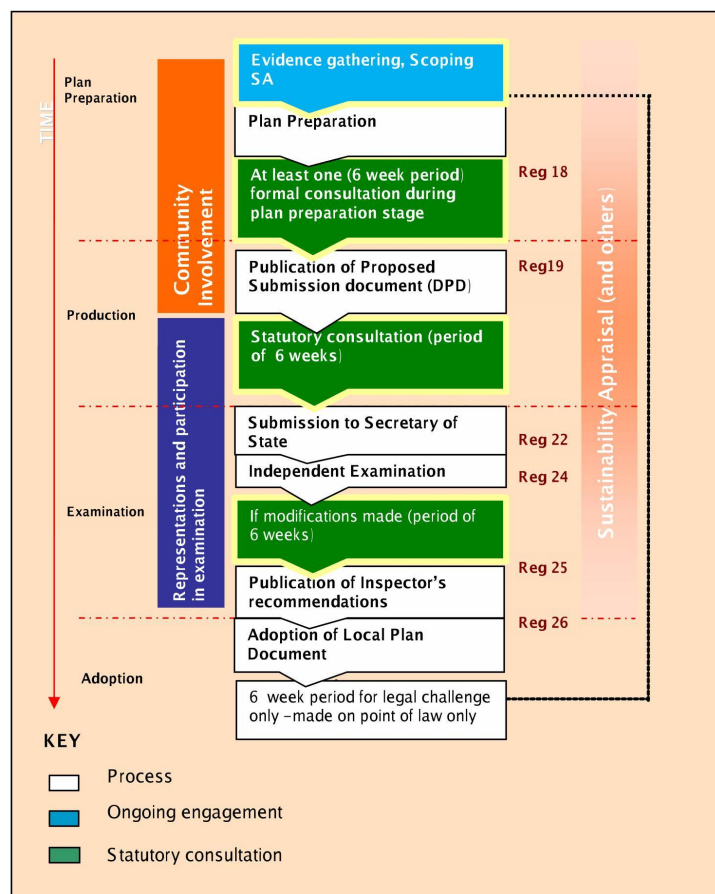 TIME
Plan
Preparation
Production
Examination
Adoption
Community
Involvement
Representations and participation
in examination
Evidence gathering, Scoping
SA
Plan Preparation
At least one (6 week period)
formal consultation during
plan preparation stage
Reg 18
Publication of Proposed
Submission document (DPD)
Reg19
Statutory consultation (period
of 6 weeks)
Submission to Secretary of
State
Reg 22
Independent Examination
Reg 24
If modifications made (period of
6 weeks)
Reg 25
Publication of Inspector's
recommendations
Reg 26
Adoption of Local Plan
Document
6 week period for legal challenge
only –made on point of law only
Sustainability Appraisal (and others)
KEY
Process
Ongoing engagement
Statutory consultation